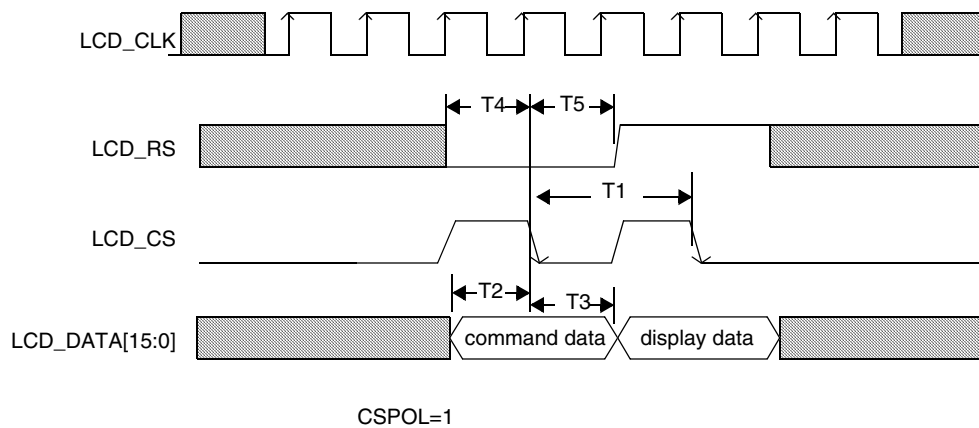 LCD_CLK
T4
T5
LCD_RS
T1
LCD_CS
T2
T3
LCD_DATA[15:0]
command data
display data
CSPOL=1